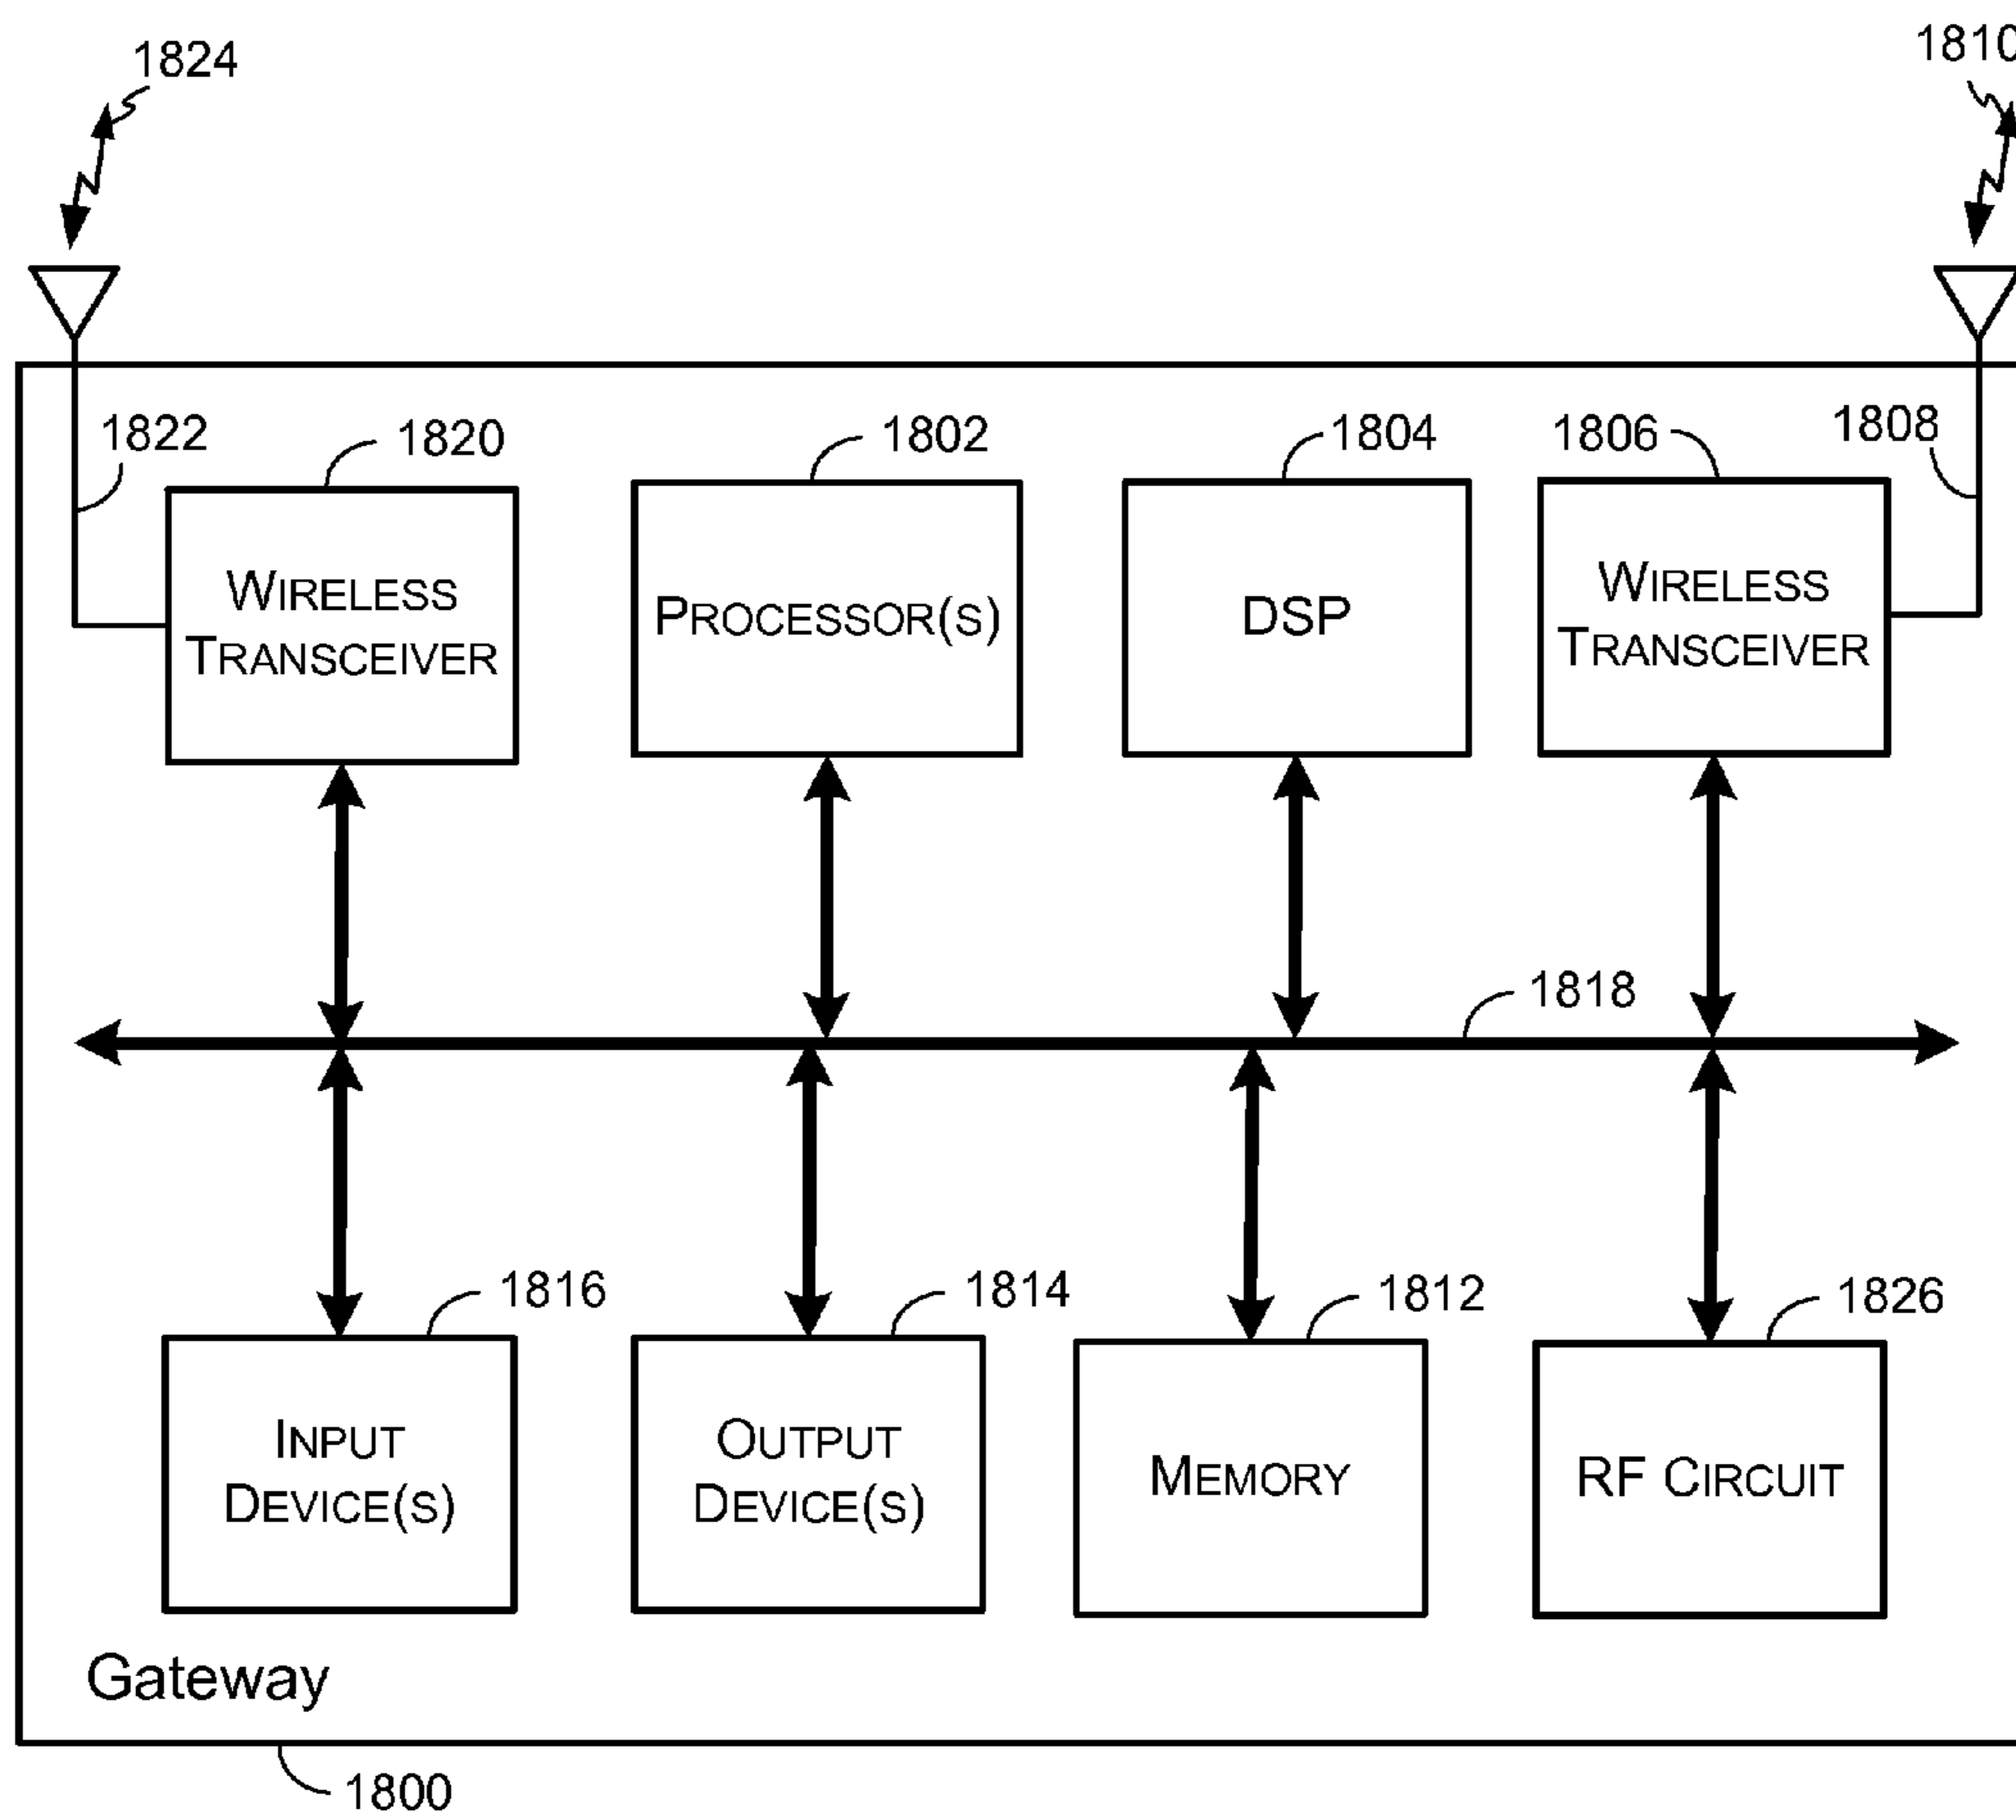 1824
1810
1822
1820
1802
1804
1806
1808
WIRELESS
TRANSCEIVER
PROCESSOR(S)
DSP
WIRELESS
TRANSCEIVER
1818
1816
1814
1812
1826
INPUT
DEVICE(S)
OUTPUT
DEVICE(S)
MEMORY
RF CIRCUIT
Gateway
1800